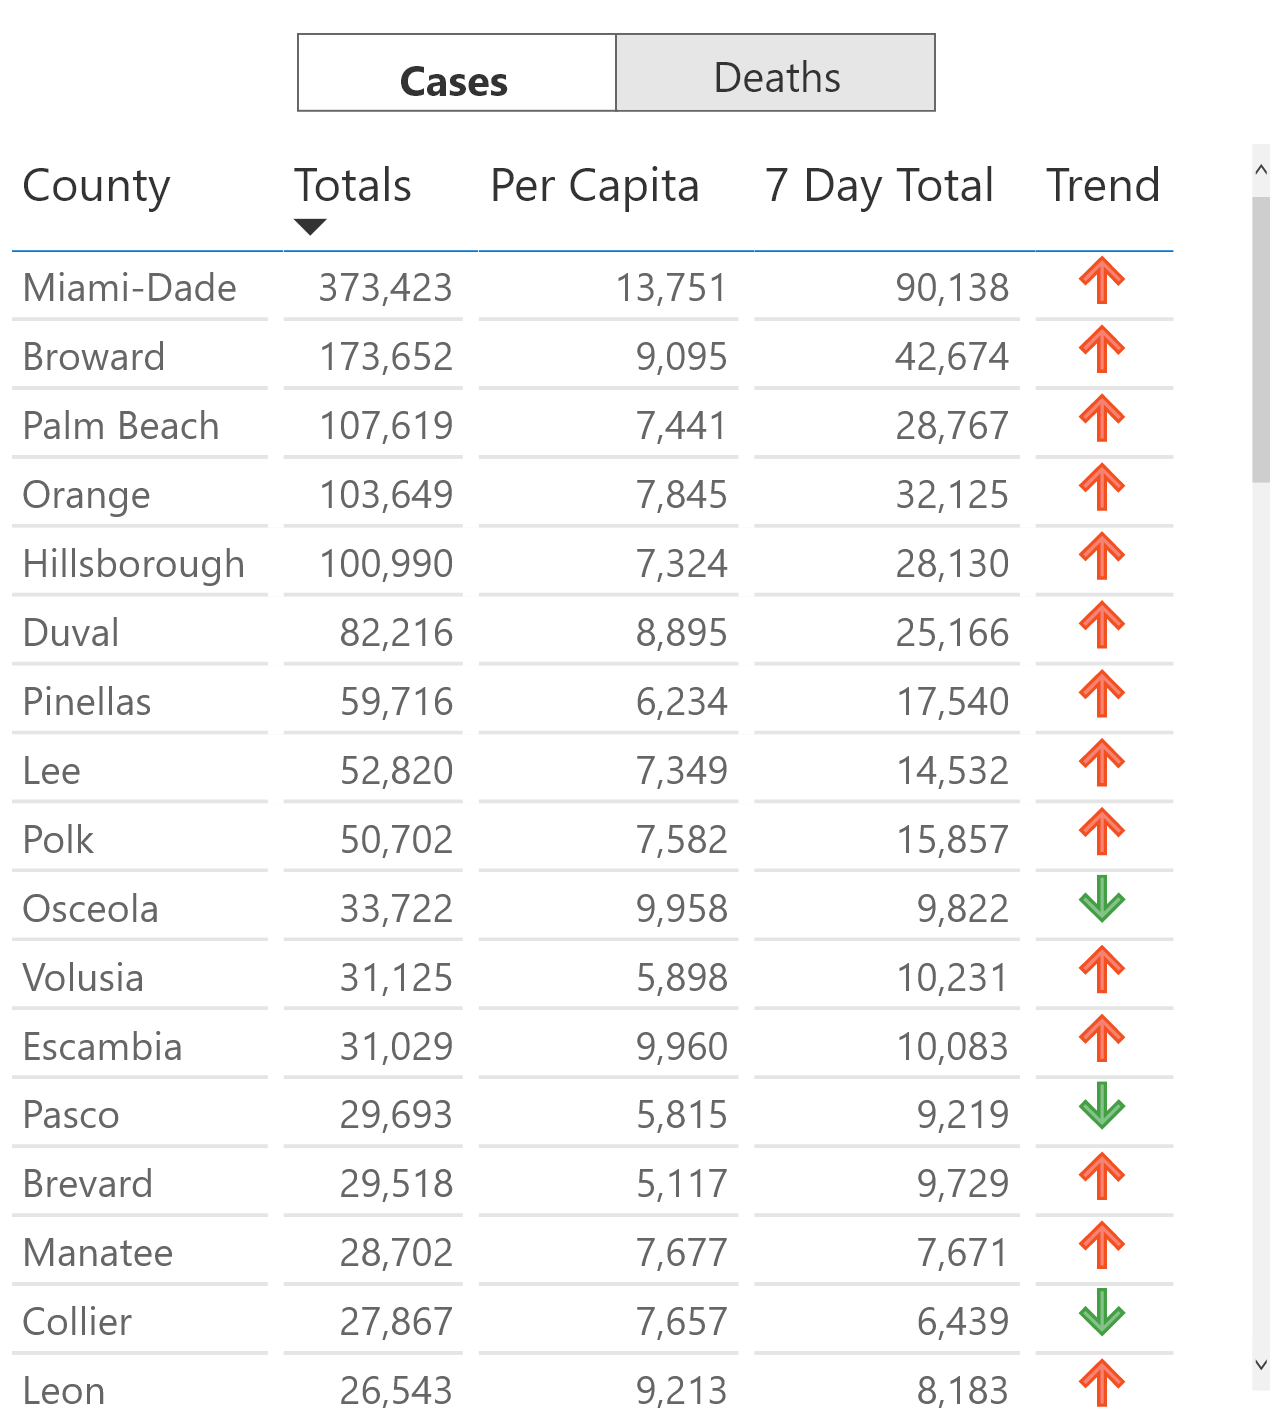 Cases Deaths
County Totals Per Capita 7 Day Total Trend
Miami-Dade 373,423 13,751 90,138
Broward 173,652 9,095 42,674
Palm Beach 107,619 7,441 28,767
Orange 103,649 7,845 32,125
Hillsborough 100,990 7,324 28,130
Duval 82,216 8,895 25,166
Pinellas 59,716 6,234 17,540
Lee 52,820 7,349 14,532
Polk 50,702 7,582 15,857
Osceola 33,722 9,958 9,822
Volusia 31,125 5,898 10,231
Escambia 31,029 9,960 10,083
Pasco 29,693 5,815 9,219
Brevard 29,518 5,117 9,729
Manatee 28,702 7,677 7,671
Collier 27,867 7,657 6,439
Leon 26,543 9,213 8,183